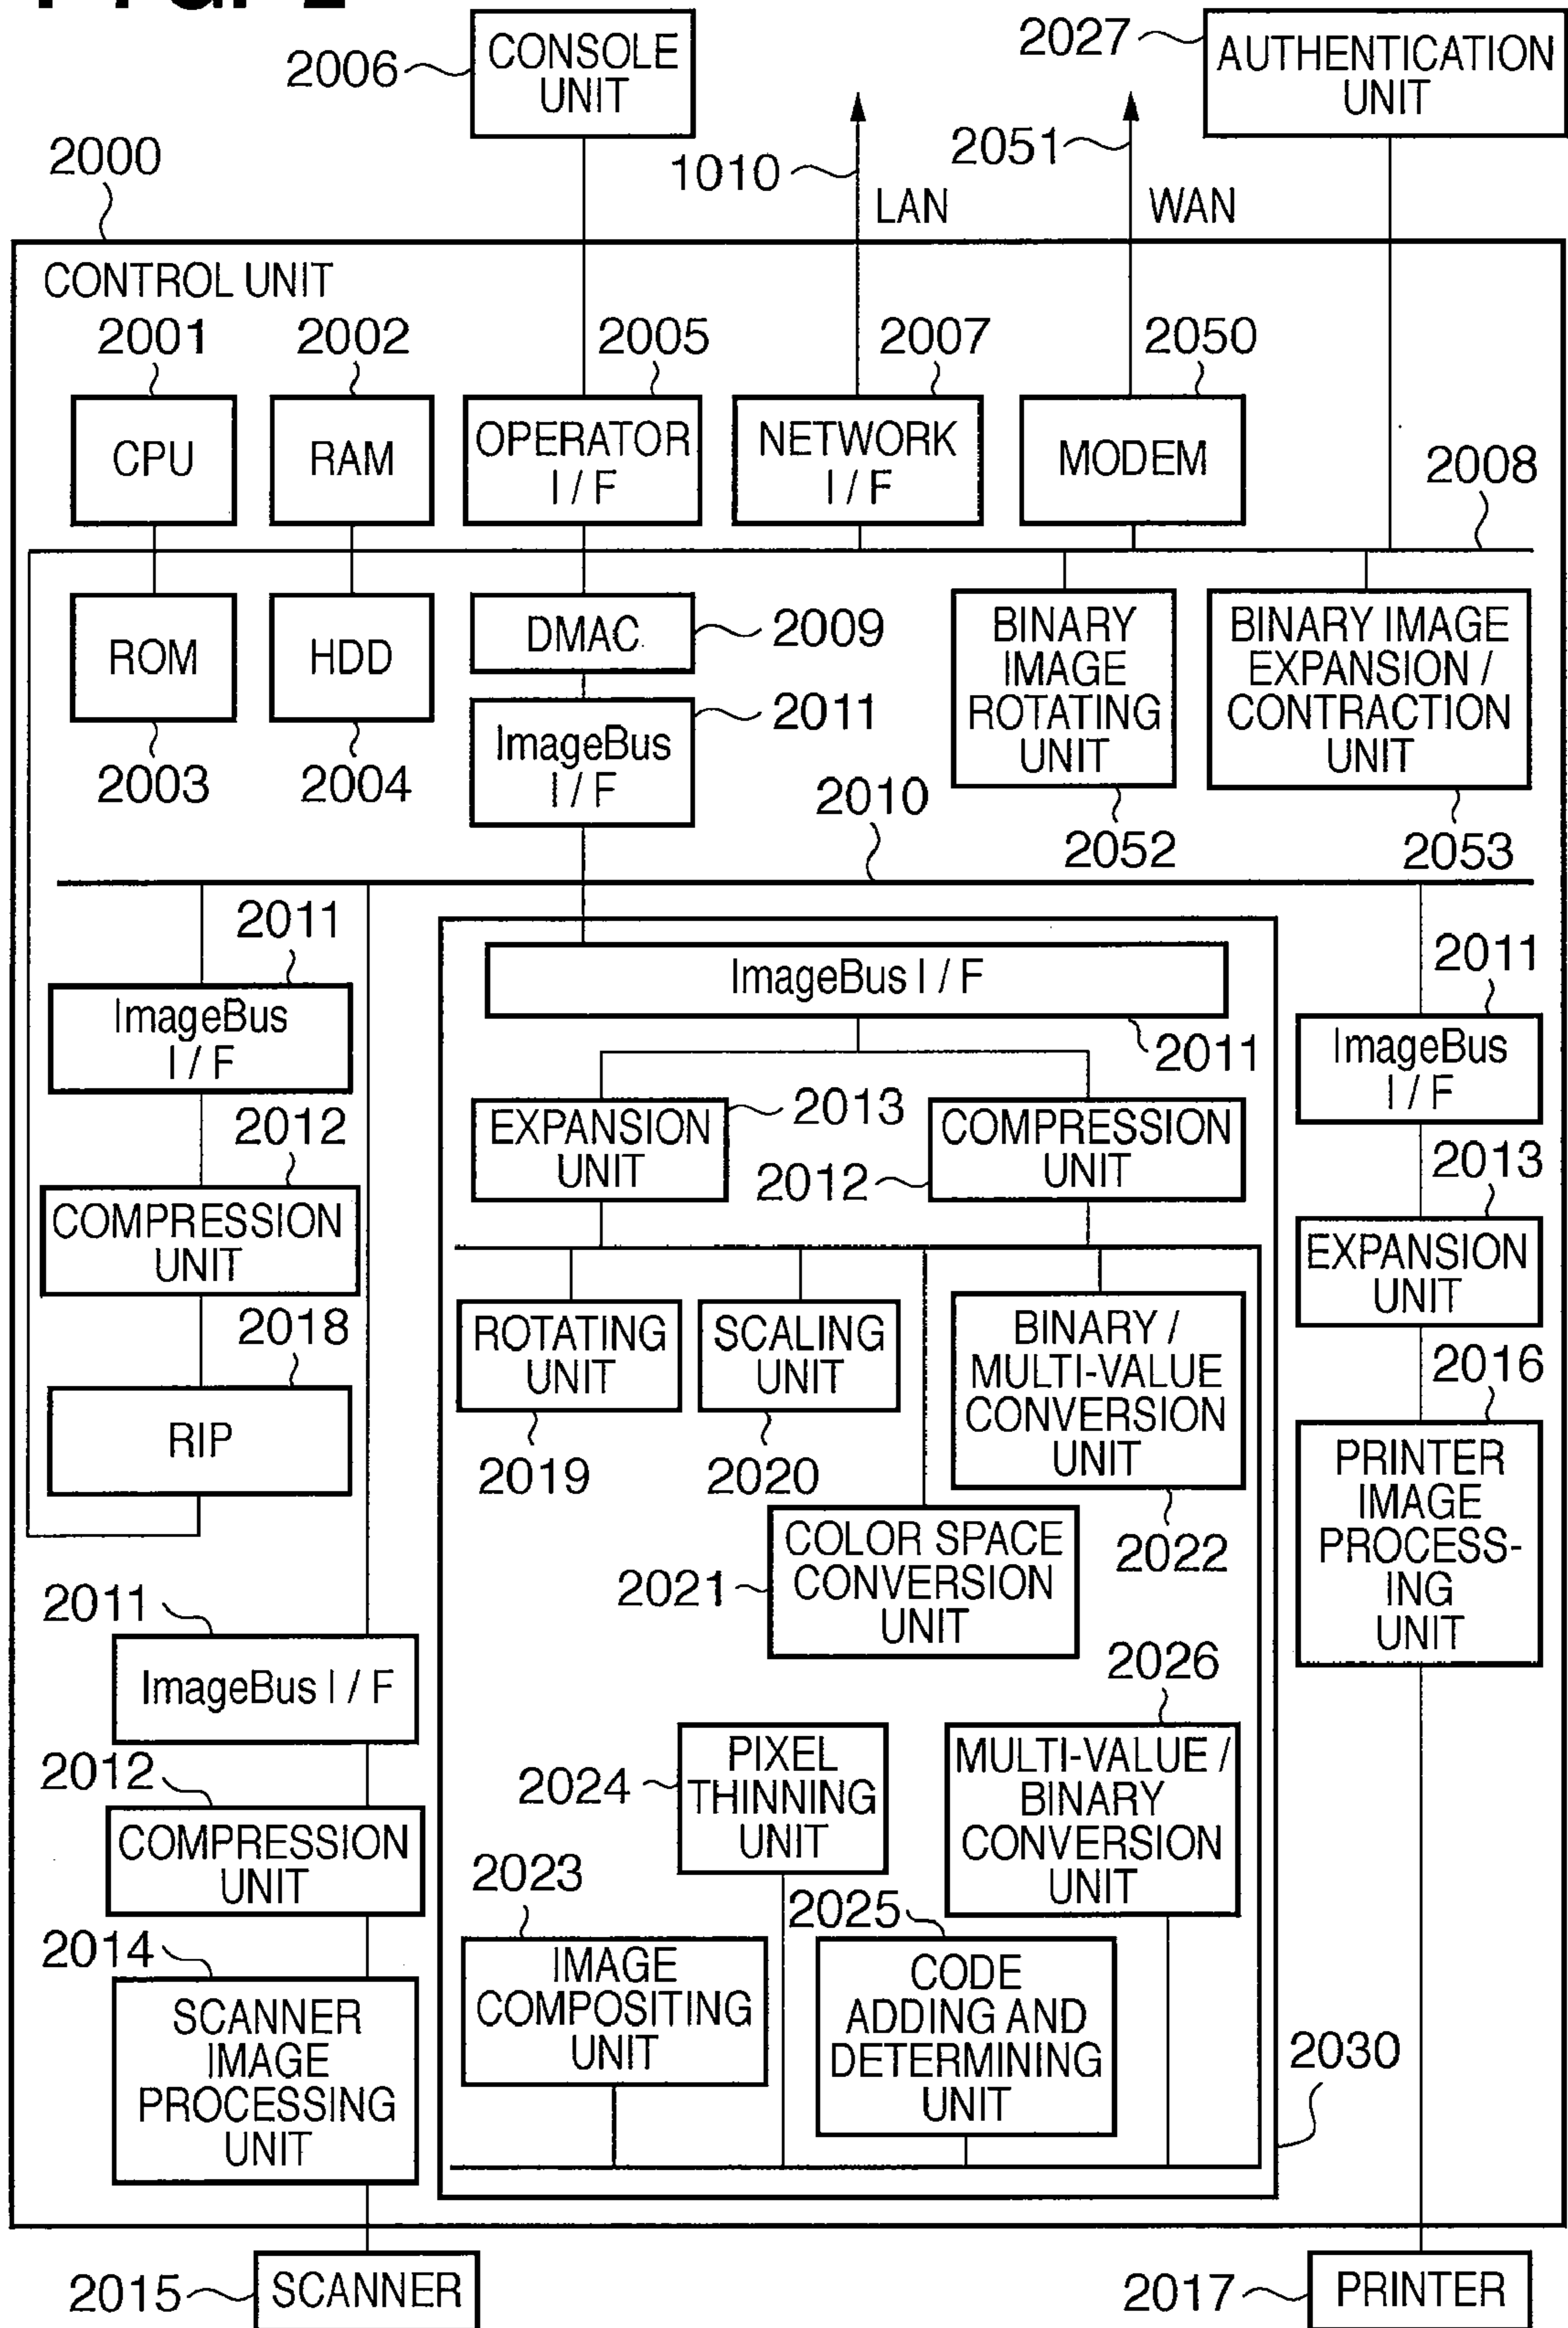 2006
CONSOLE
UNIT
2027
AUTHENTICATION
UNIT
2000
1010
LAN
2051
WAN
CONTROL UNIT
2001
2002
2005
2007
2050
CPU
RAM
OPERATOR
I / F
NETWORK
I / F
MODEM
2008
ROM
HDD
DMAC
2009
BINARY
IMAGE
ROTATING
UNIT
BINARY IMAGE
EXPANSION /
CONTRACTION
UNIT
2003
2004
ImageBus
I / F
2011
2010
2052
2053
2011
ImageBus I / F
2011
2011
ImageBus
I / F
ImageBus
I / F
2012
EXPANSION
UNIT
2013
2012
COMPRESSION
UNIT
2013
COMPRESSION
UNIT
EXPANSION
UNIT
2018
ROTATING
UNIT
SCALING
UNIT
BINARY /
MULTI-VALUE
CONVERSION
UNIT
2016
RIP
2019
2020
2022
PRINTER
IMAGE
PROCESS-
ING
UNIT
2021
COLOR SPACE
CONVERSION
UNIT
2011
ImageBus I / F
2026
2012
COMPRESSION
UNIT
2024
PIXEL
THINNING
UNIT
MULTI-VALUE /
BINARY
CONVERSION
UNIT
2023
2025
2014
SCANNER
IMAGE
PROCESSING
UNIT
IMAGE
COMPOSITING
UNIT
CODE
ADDING AND
DETERMINING
UNIT
2030
2015
SCANNER
2017
PRINTER